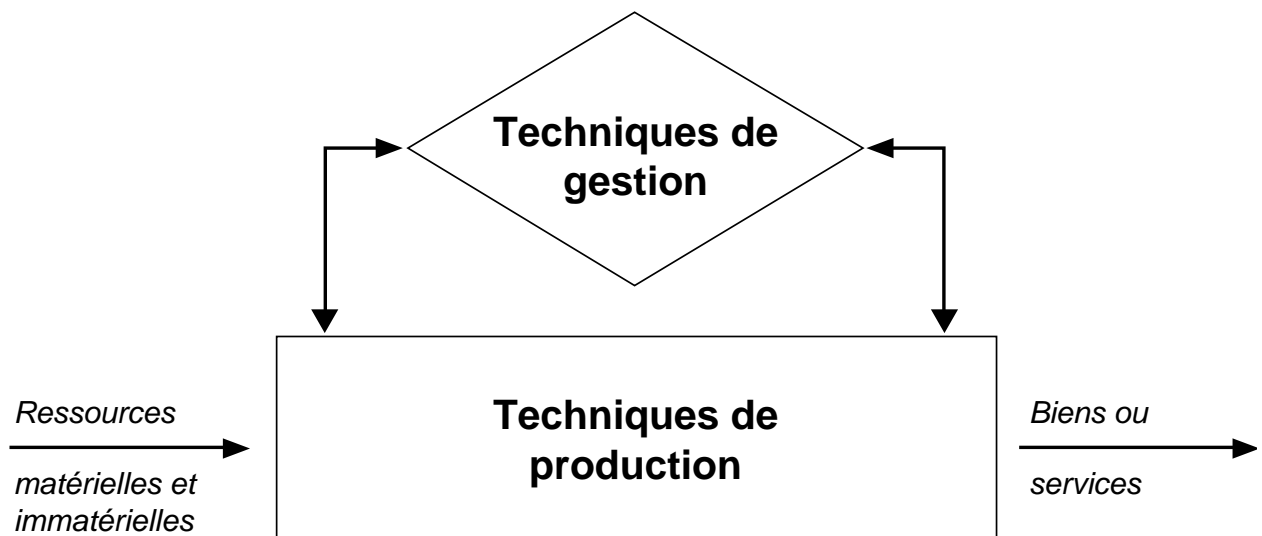 Techniques de
gestion
Techniques de
production
Ressources
matérielles et
immatérielles
Biens ou
services